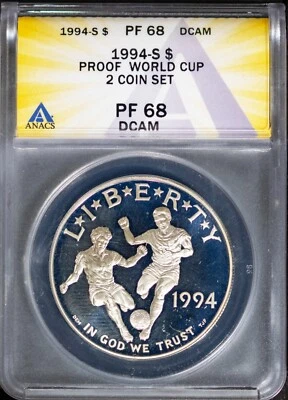 1994-S $ PF 68 DCAM
1994-S $
PROOF WORLD CUP
2 COIN SET
PF 68
DCAM
ANACS
L★I★B★E★R★T★Y
1994
IN GOD WE TRUST